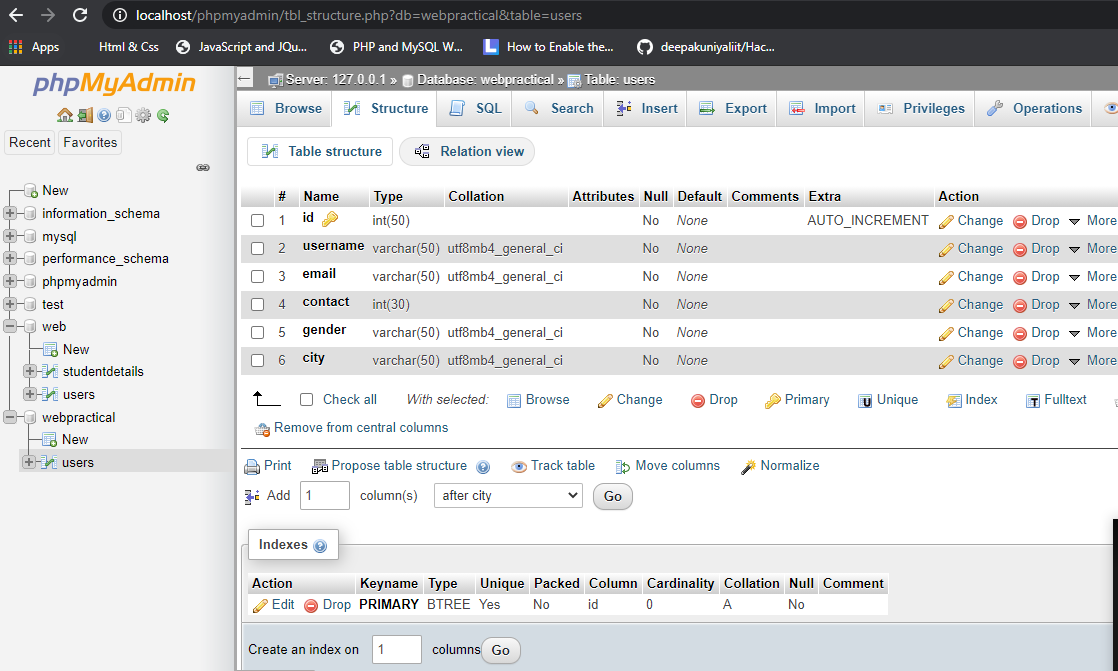 localhost/phpmyadmin/tbl_structure.php?db=webpractical&table=users
Apps Html & Css JavaScript and JQu... PHP and MySQL W... How to Enable the... deepakuniyaliit/Hac...
phpMyAdmin
Recent Favorites
New
information_schema
mysql
performance_schema
phpmyadmin
test
web
New
studentdetails
users
webpractical
New
users
Server: 127.0.0.1 » Database: webpractical » Table: users
Browse Structure SQL Search Insert Export Import Privileges Operations
Table structure Relation view
# Name Type Collation Attributes Null Default Comments Extra Action
1 id int(50) No None AUTO_INCREMENT Change Drop More
2 username varchar(50) utf8mb4_general_ci No None Change Drop More
3 email varchar(50) utf8mb4_general_ci No None Change Drop More
4 contact int(30) No None Change Drop More
5 gender varchar(50) utf8mb4_general_ci No None Change Drop More
6 city varchar(50) utf8mb4_general_ci No None Change Drop More
Check all With selected: Browse Change Drop Primary Unique Index Fulltext
Remove from central columns
Print Propose table structure Track table Move columns Normalize
Add 1 column(s) after city Go
Indexes
Action Keyname Type Unique Packed Column Cardinality Collation Null Comment
Edit Drop PRIMARY BTREE Yes No id 0 A No
Create an index on 1 columns Go